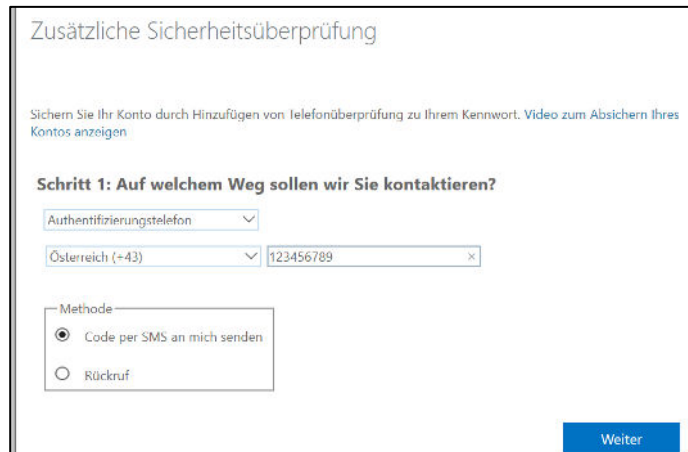 Zusätzliche Sicherheitsüberprüfung
Sichern Sie Ihr Konto durch Hinzufügen von Telefonüberprüfung zu Ihrem Kennwort. Video zum Absichern Ihres
Kontos anzeigen
Schritt 1: Auf welchem Weg sollen wir Sie kontaktieren?
Authentifizierungstelefon
Österreich (+43) 123456789
Methode
Code per SMS an mich senden
Rückruf
Weiter